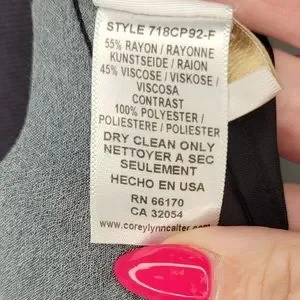 STYLE 718CP92-F
55% RAYON / RAYONNE
KUNSTSEIDE / RAION
45% VISCOSE / VISKOSE /
VISCOSA
CONTRAST
100% POLYESTER /
POLIESTERE / POLIESTER
DRY CLEAN ONLY
NETTOYER A SEC
SEULEMENT
HECHO EN USA
RN 66170
CA 32054
www.coreylynncalter.com